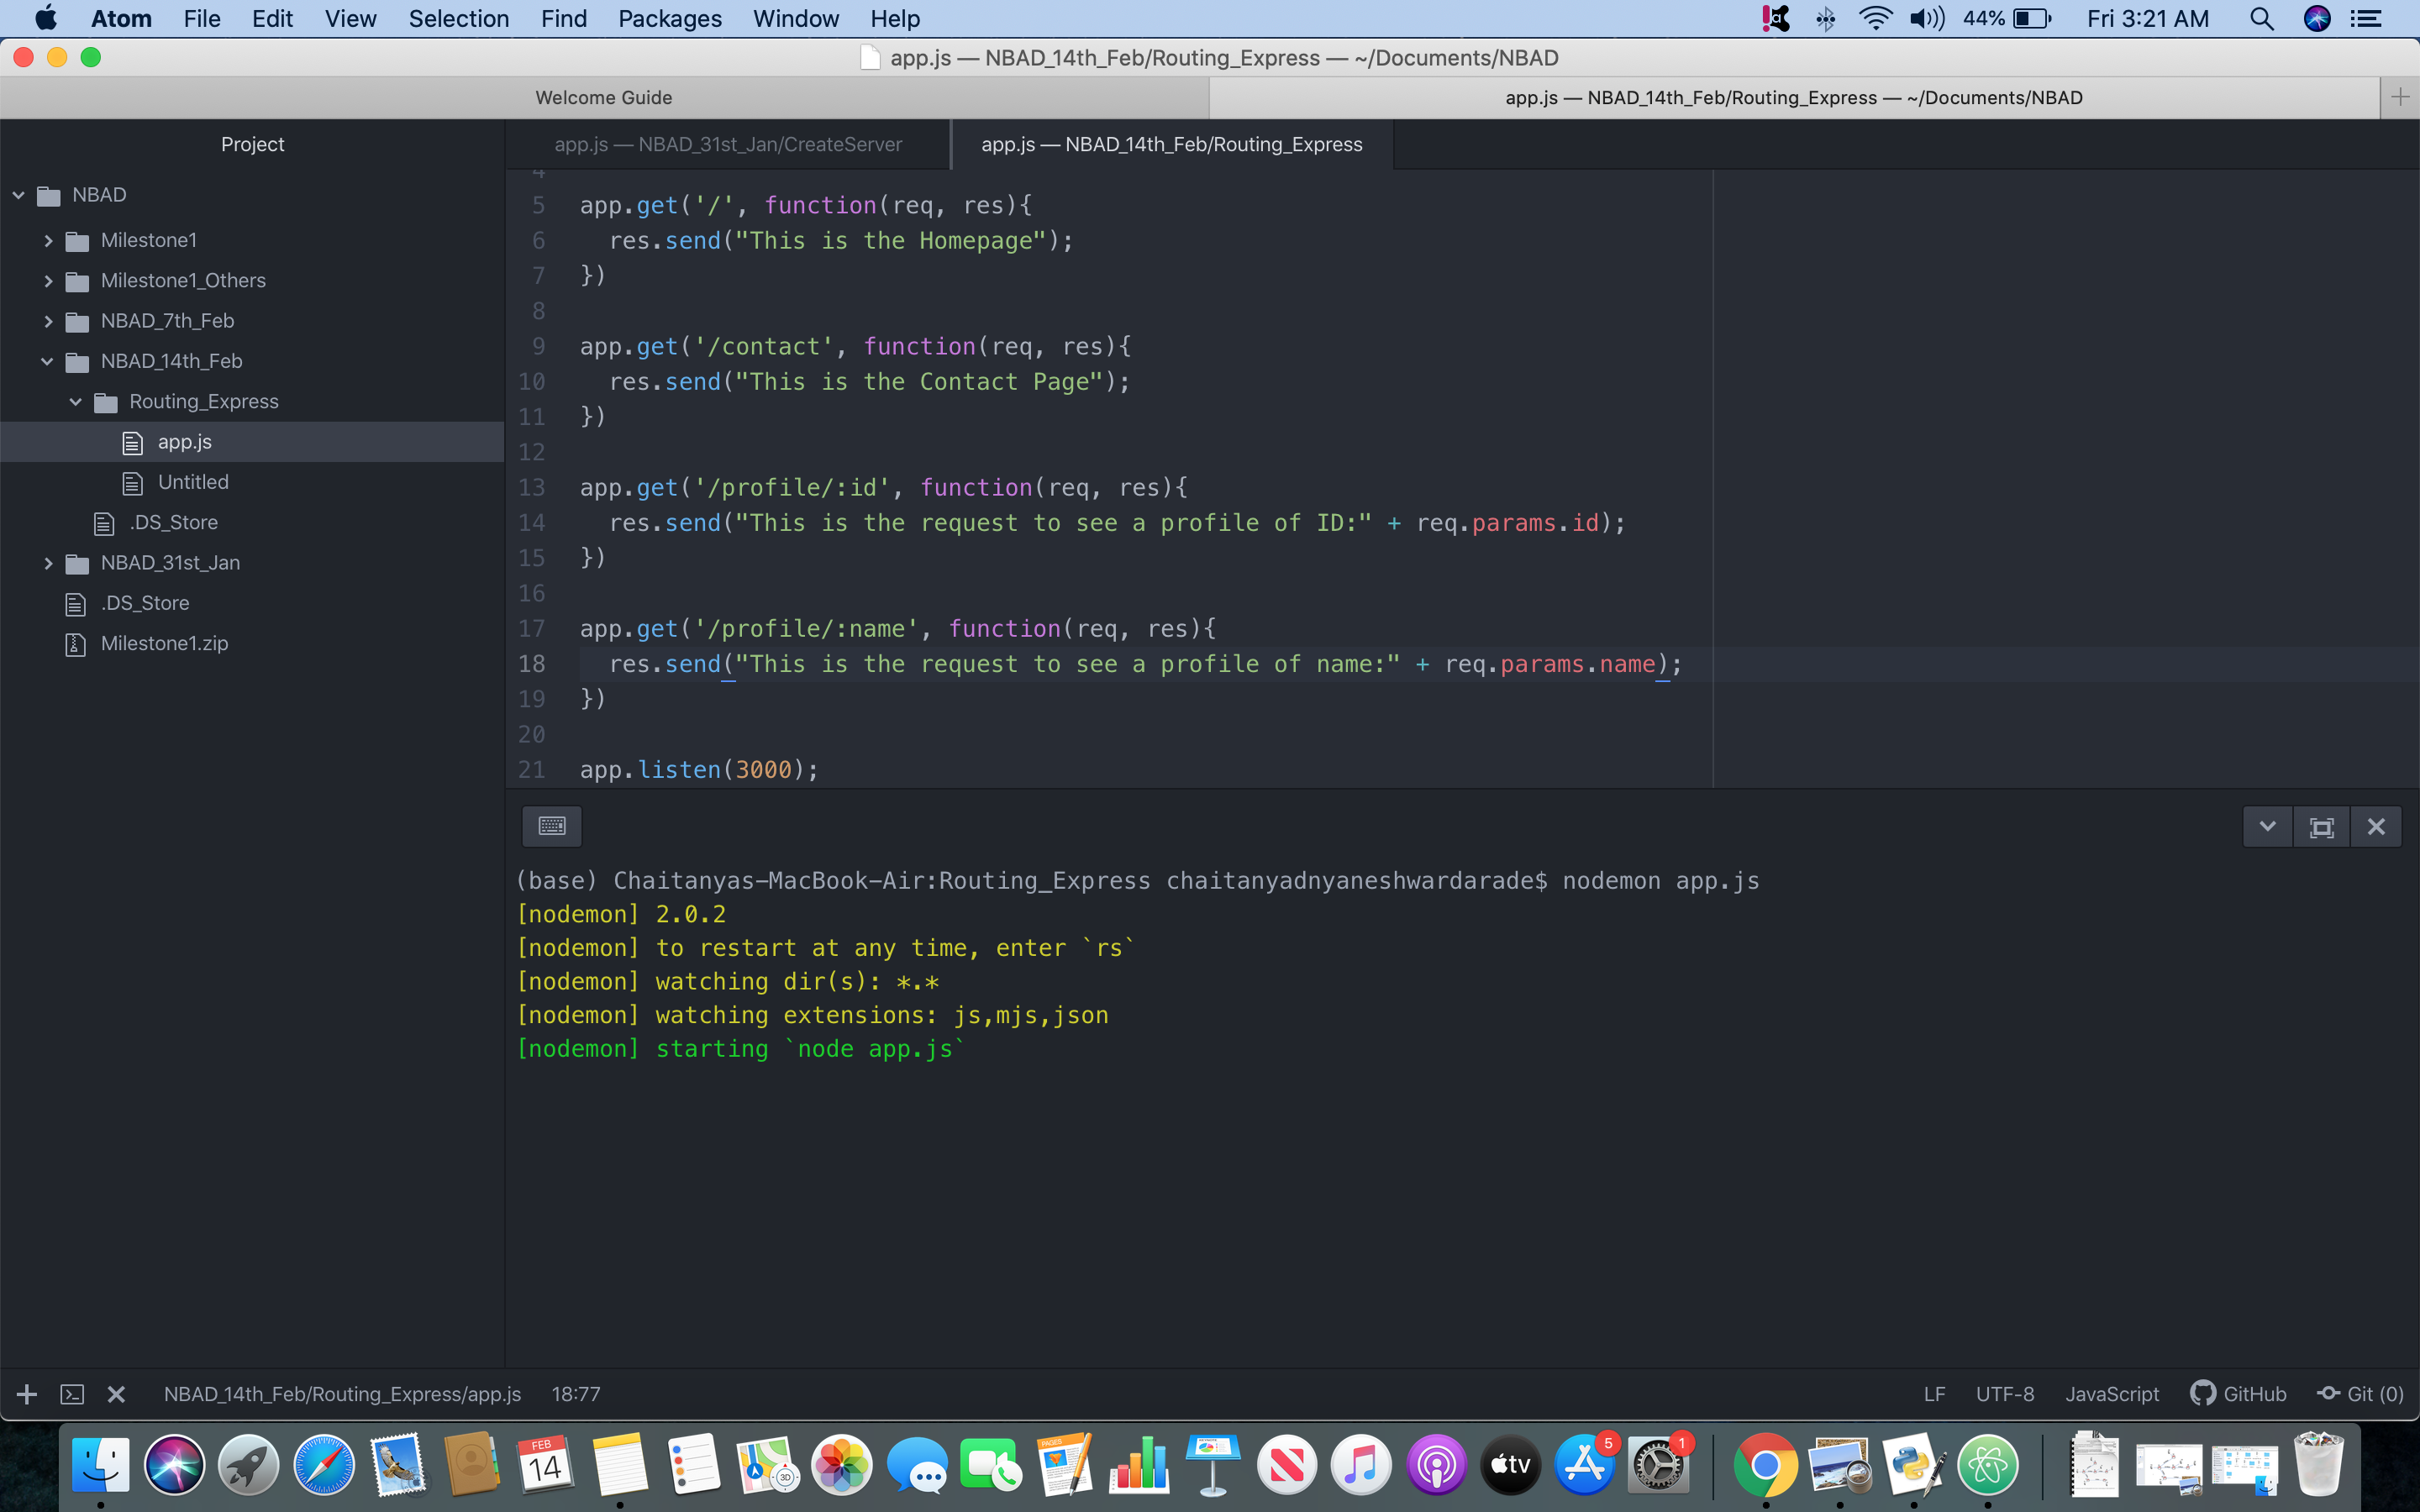 Atom File Edit View Selection Find Packages Window Help 44% Fri 3:21 AM
app.js — NBAD_14th_Feb/Routing_Express — ~/Documents/NBAD
Welcome Guide
app.js — NBAD_14th_Feb/Routing_Express — ~/Documents/NBAD
Project
NBAD
Milestone1
Milestone1_Others
NBAD_7th_Feb
NBAD_14th_Feb
Routing_Express
app.js
Untitled
.DS_Store
NBAD_31st_Jan
.DS_Store
Milestone1.zip
app.js — NBAD_31st_Jan/CreateServer
app.js — NBAD_14th_Feb/Routing_Express
4
5 app.get('/', function(req, res){
6 res.send("This is the Homepage");
7 })
8
9 app.get('/contact', function(req, res){
10 res.send("This is the Contact Page");
11 })
12
13 app.get('/profile/:id', function(req, res){
14 res.send("This is the request to see a profile of ID:" + req.params.id);
15 })
16
17 app.get('/profile/:name', function(req, res){
18 res.send("This is the request to see a profile of name:" + req.params.name);
19 })
20
21 app.listen(3000);
(base) Chaitanyas-MacBook-Air:Routing_Express chaitanyadnyaneshwardarade$ nodemon app.js
[nodemon] 2.0.2
[nodemon] to restart at any time, enter `rs`
[nodemon] watching dir(s): *.*
[nodemon] watching extensions: js,mjs,json
[nodemon] starting `node app.js`
NBAD_14th_Feb/Routing_Express/app.js 18:77 LF UTF-8 JavaScript GitHub Git (0)
FEB
14
3D
PAGES
tv
5
1